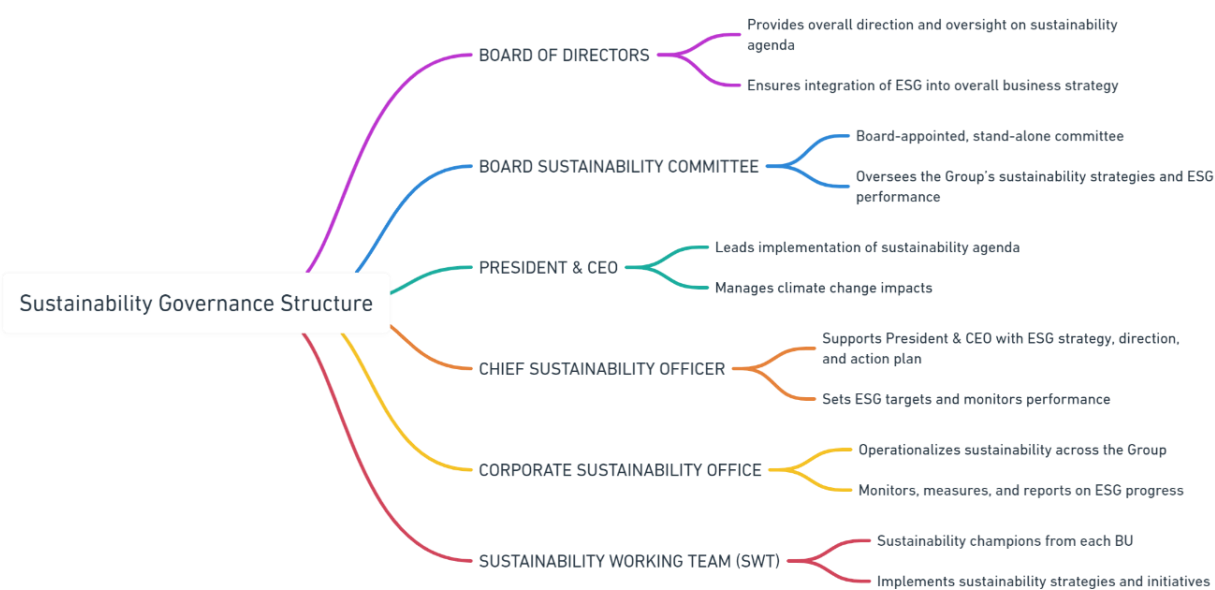 Sustainability Governance Structure
BOARD OF DIRECTORS
Provides overall direction and oversight on sustainability
agenda
Ensures integration of ESG into overall business strategy
BOARD SUSTAINABILITY COMMITTEE
Board-appointed, stand-alone committee
Oversees the Group's sustainability strategies and ESG
performance
PRESIDENT & CEO
Leads implementation of sustainability agenda
Manages climate change impacts
CHIEF SUSTAINABILITY OFFICER
Supports President & CEO with ESG strategy, direction,
and action plan
Sets ESG targets and monitors performance
CORPORATE SUSTAINABILITY OFFICE
Operationalizes sustainability across the Group
Monitors, measures, and reports on ESG progress
SUSTAINABILITY WORKING TEAM (SWT)
Sustainability champions from each BU
Implements sustainability strategies and initiatives